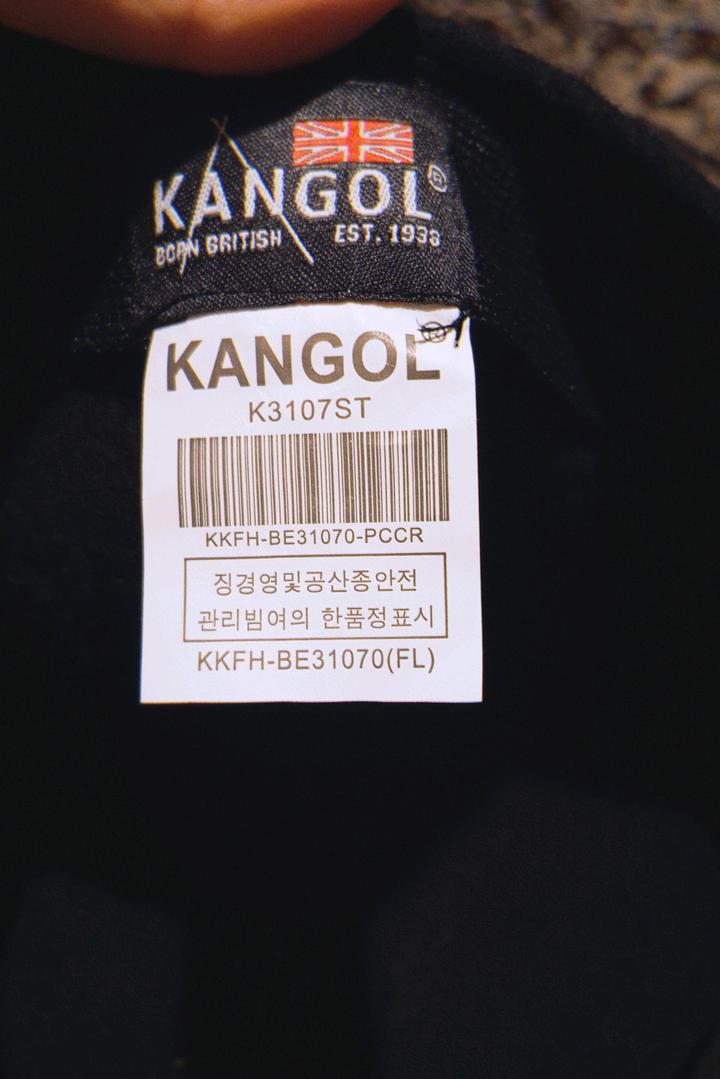 KANGOL®
BORN BRITISH EST. 1938
KANGOL®
K3107ST
KKFH-BE31070-PCCR
징경영및공산종안전
관리빔여의 한품정표시
KKFH-BE31070(FL)